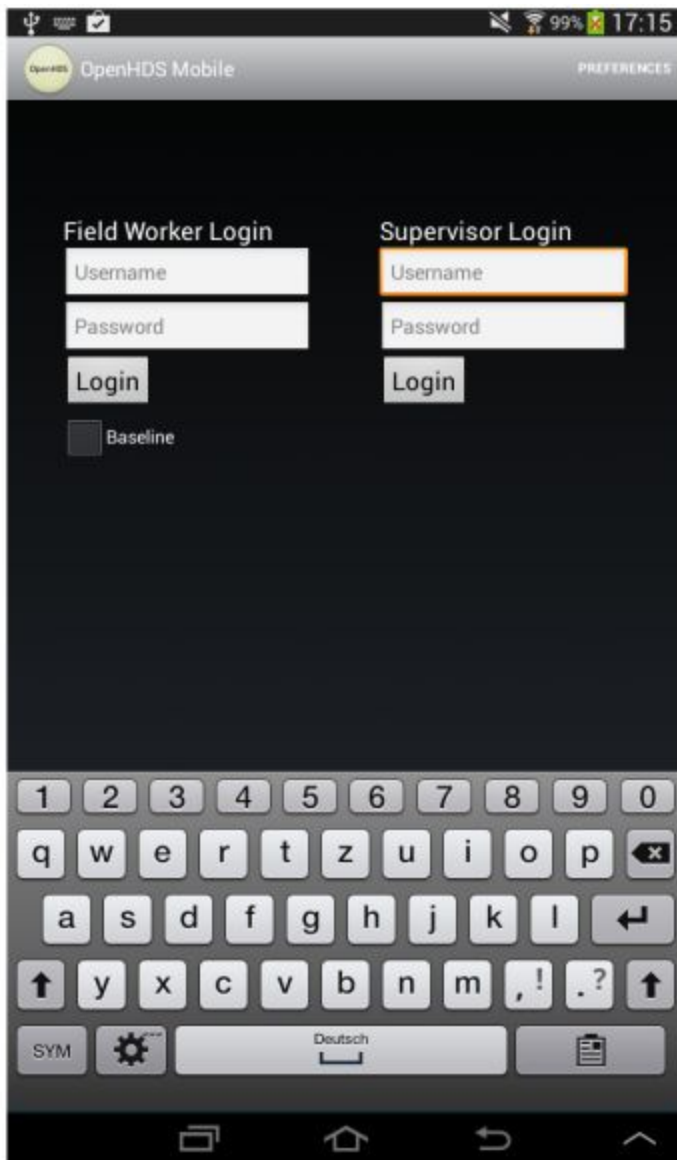 99% 17:15
OpenHDS OpenHDS Mobile PREFERENCES
Field Worker Login Supervisor Login
Username Username
Password Password
Login Login
Baseline
1 2 3 4 5 6 7 8 9 0
q w e r t z u i o p
a s d f g h j k l
y x c v b n m , ! . ?
SYM Deutsch